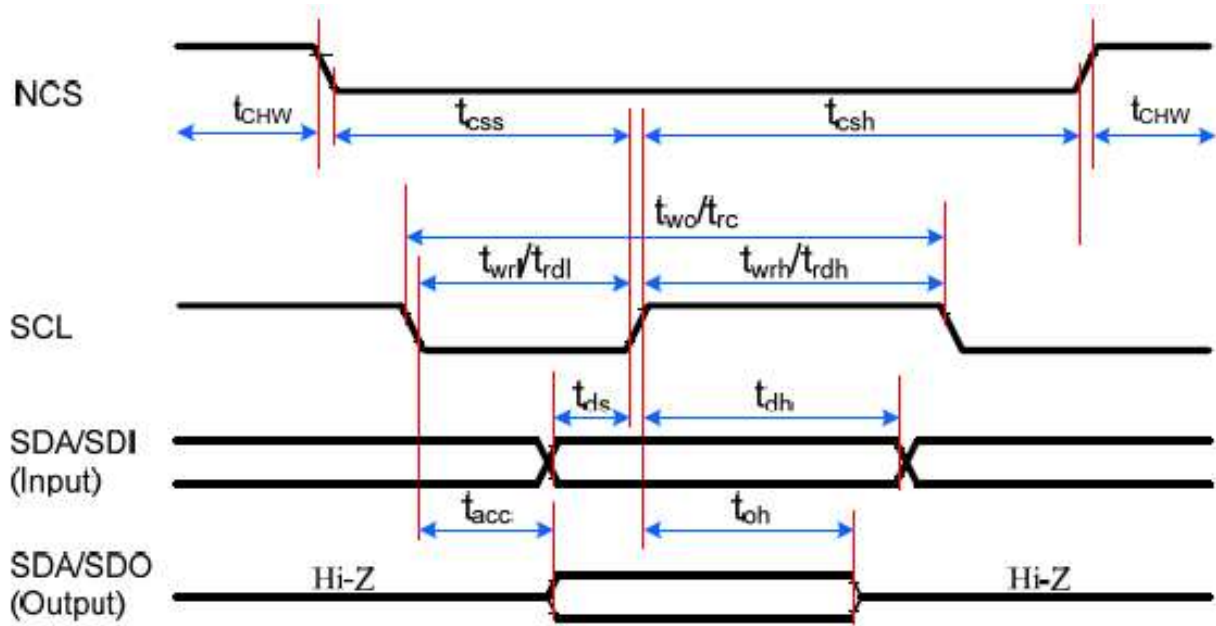 NCS
tCHW
tcss
tcsh
tCHW
twc/trc
twrl/trdl
twrh/trdh
SCL
tds
tdh
SDA/SDI
(Input)
tacc
toh
SDA/SDO
(Output)
Hi-Z
Hi-Z